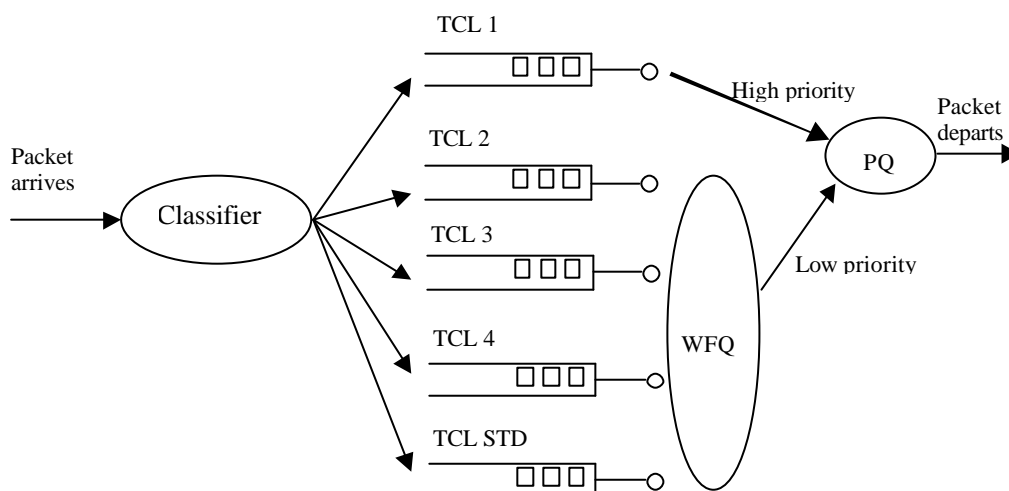 TCL 1
High priority
Packet
departs
TCL 2
Packet
arrives
PQ
Classifier
TCL 3
Low priority
TCL 4
WFQ
TCL STD